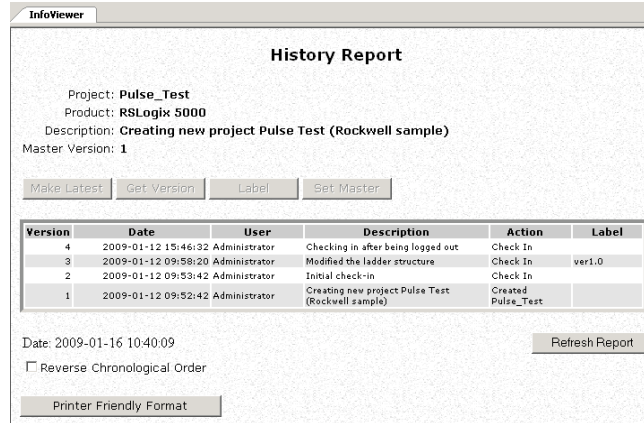 InfoViewer
History Report
Project: Pulse_Test
Product: RSLogix 5000
Description: Creating new project Pulse Test (Rockwell sample)
Master Version: 1
Make Latest Get Version Label Set Master
Version Date User Description Action Label
4 2009-01-12 15:46:32 Administrator Checking in after being logged out Check In
3 2009-01-12 09:58:20 Administrator Modified the ladder structure Check In ver1.0
2 2009-01-12 09:53:42 Administrator Initial check-in Check In
1 2009-01-12 09:52:42 Administrator Creating new project Pulse Test (Rockwell sample) Created Pulse_Test
Date: 2009-01-16 10:40:09 Refresh Report
Reverse Chronological Order
Printer Friendly Format